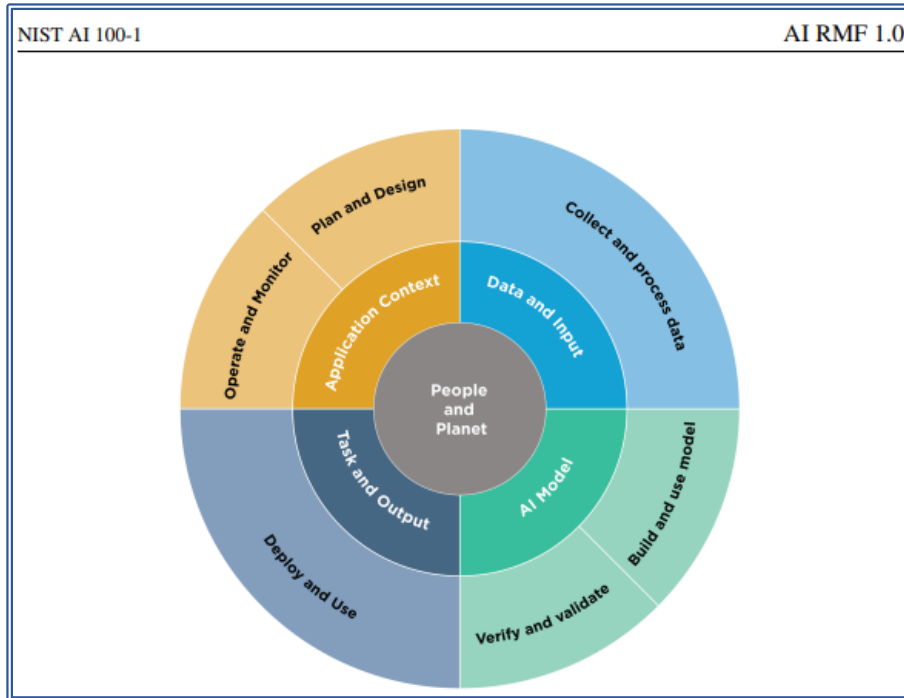 NIST AI 100-1
AI RMF 1.0
Plan and Design
Collect and process data
Operate and Monitor
Application Context
Data and Input
People
and
Planet
Task and Output
AI Model
Build and use model
Deploy and Use
Verify and validate